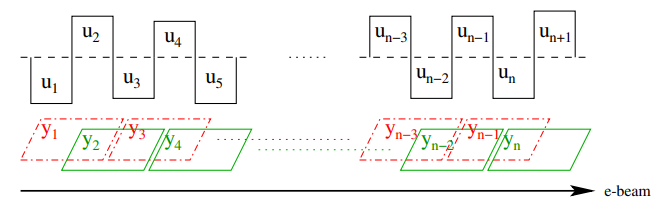 u₂ u₄ uₙ₋₃ uₙ₋₁ uₙ₊₁
u₁ u₃ u₅ ...... uₙ₋₂ uₙ
y₁ y₃ yₙ₋₃ yₙ₋₁
y₂ y₄ yₙ₋₂ yₙ
e-beam